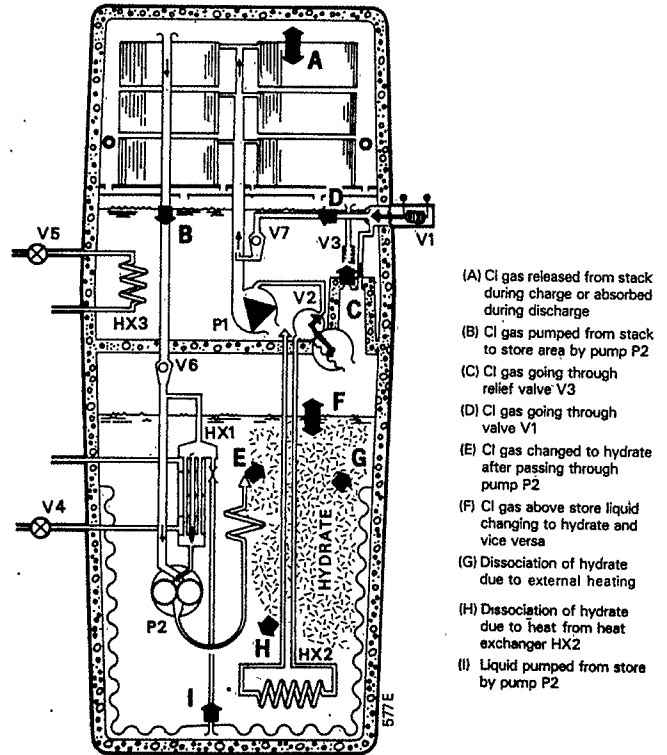 A
D
V5
B
V7
V3
V1
C
V2
P1
HX3
V6
F
HX1
E
G
V4
HYDRATE
P2
H
HX2
I
577E
(A) Cl gas released from stack
during charge or absorbed
during discharge
(B) Cl gas pumped from stack
to store area by pump P2
(C) Cl gas going through
relief valve V3
(D) Cl gas going through
valve V1
(E) Cl gas changed to hydrate
after passing through
pump P2
(F) Cl gas above store liquid
changing to hydrate and
vice versa
(G) Dissociation of hydrate
due to external heating
(H) Dissociation of hydrate
due to heat from heat
exchanger HX2
(I) Liquid pumped from store
by pump P2